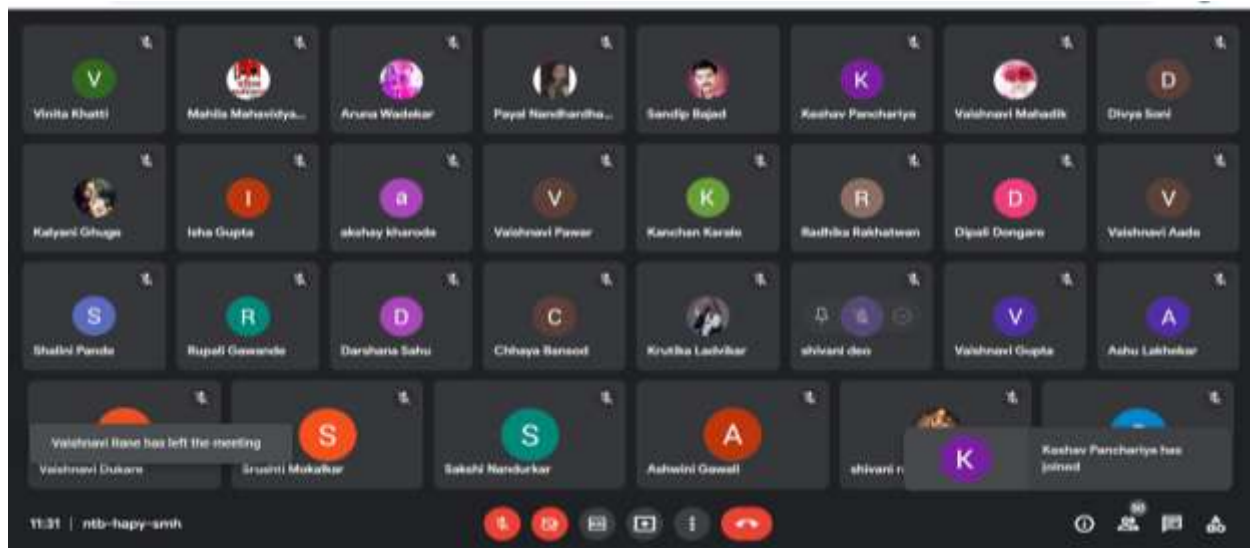 V
Vinita Khatti
Mahila Mahavidya...
Aruna Wadekar
Payal Nandhardha...
Sandip Rajad
K
Keshav Panchariya
Vaishnavi Mahadik
D
Divya Soni
Kalyani Ghuge
I
Isha Gupta
a
akshay kharode
V
Vaishnavi Pawar
K
Kanchan Karale
R
Radhika Rakhatwan
D
Dipali Dongare
V
Vaishnavi Aade
S
Shalini Pande
R
Rupali Gawande
D
Darshana Sahu
C
Chhaya Bansod
Krutika Ladvikar
shivani deo
V
Vaishnavi Gupta
A
Ashu Lakhekar
Vaishnavi Rane has left the meeting
Vaishnavi Dukare
S
Srushti Mokalkar
S
Sakshi Nandurkar
A
Ashwini Gawali
shivani
K
Keshav Panchariya has
joined
11:31 | ntb-hapy-smh
50